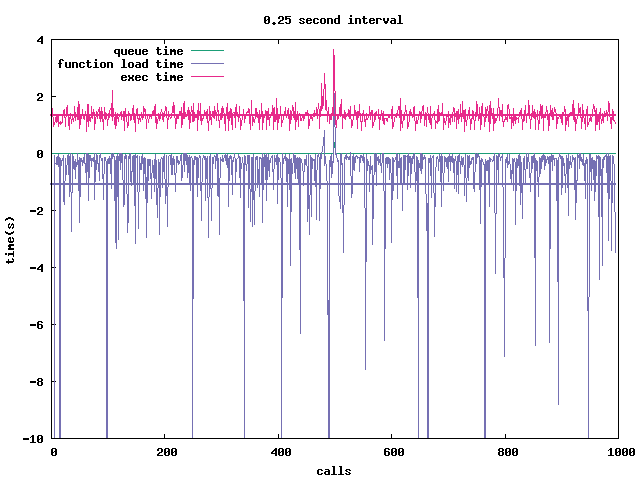 0.25 second interval
queue time
function load time
exec time
4
2
0
-2
-4
-6
-8
-10
time(s)
0 200 400 600 800 1000
calls